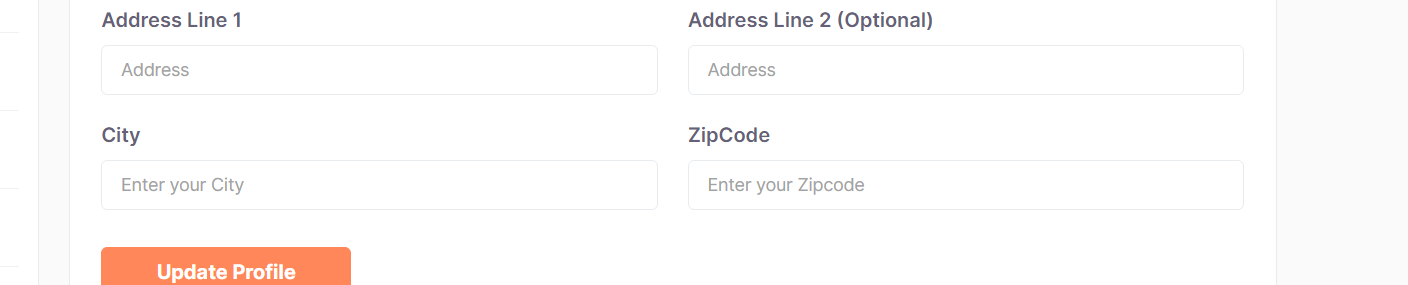 Address Line 1
Address Line 2 (Optional)
Address
Address
City
ZipCode
Enter your City
Enter your Zipcode
Update Profile